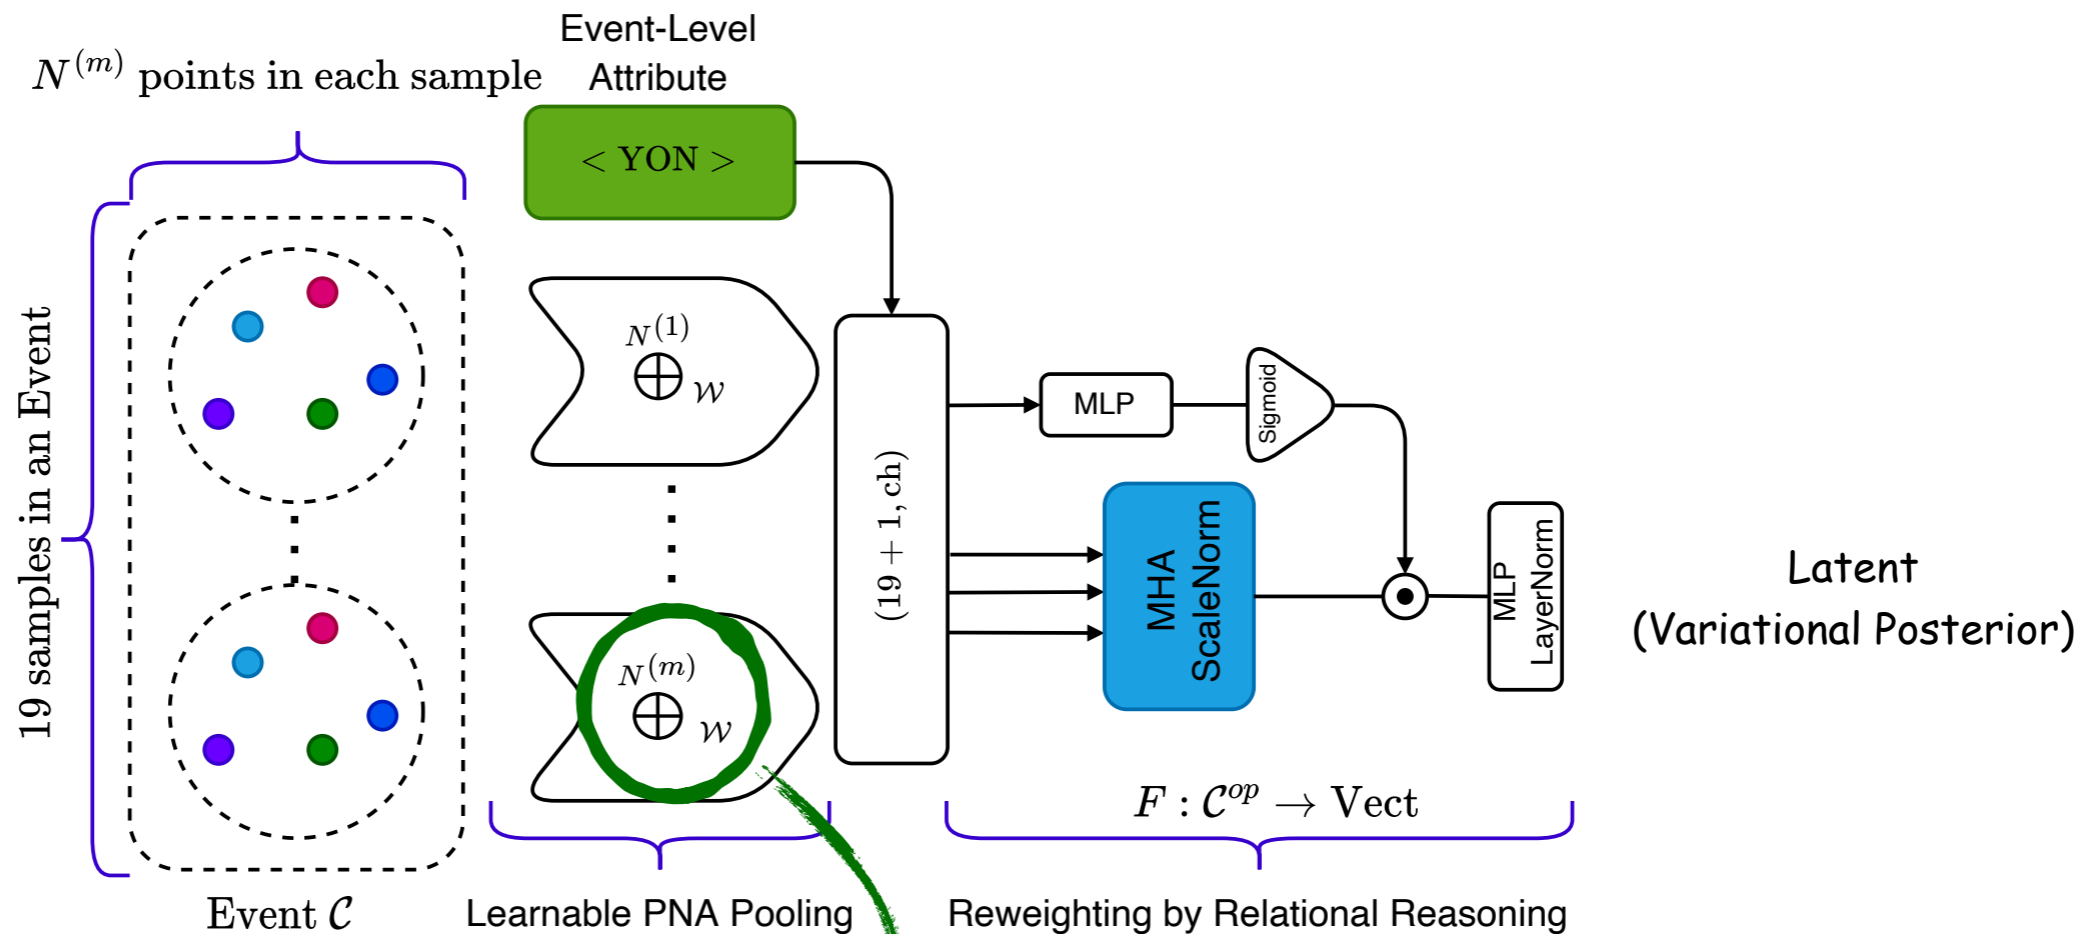 Event-Level
Attribute
N^{(m)} points in each sample
< YON >
19 samples in an Event
N^{(1)}
⊕ 𝒲
N^{(m)}
⊕ 𝒲
(19 + 1, ch)
MLP
Sigmoid
MHA
ScaleNorm
MLP
LayerNorm
Latent
(Variational Posterior)
F : 𝒞^{op} → Vect
Event 𝒞
Learnable PNA Pooling
Reweighting by Relational Reasoning